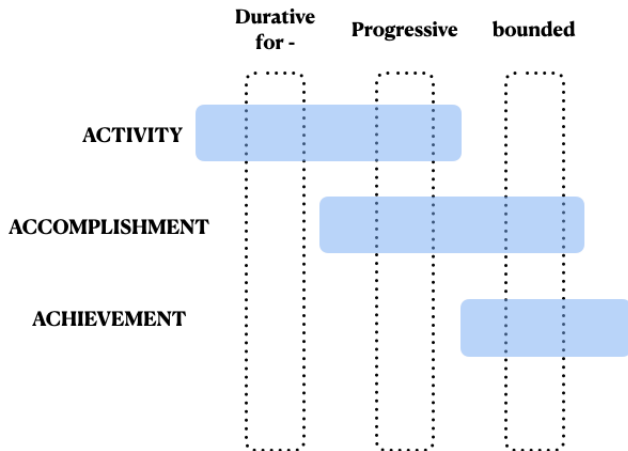 Durative
for -
Progressive
bounded
ACTIVITY
ACCOMPLISHMENT
ACHIEVEMENT